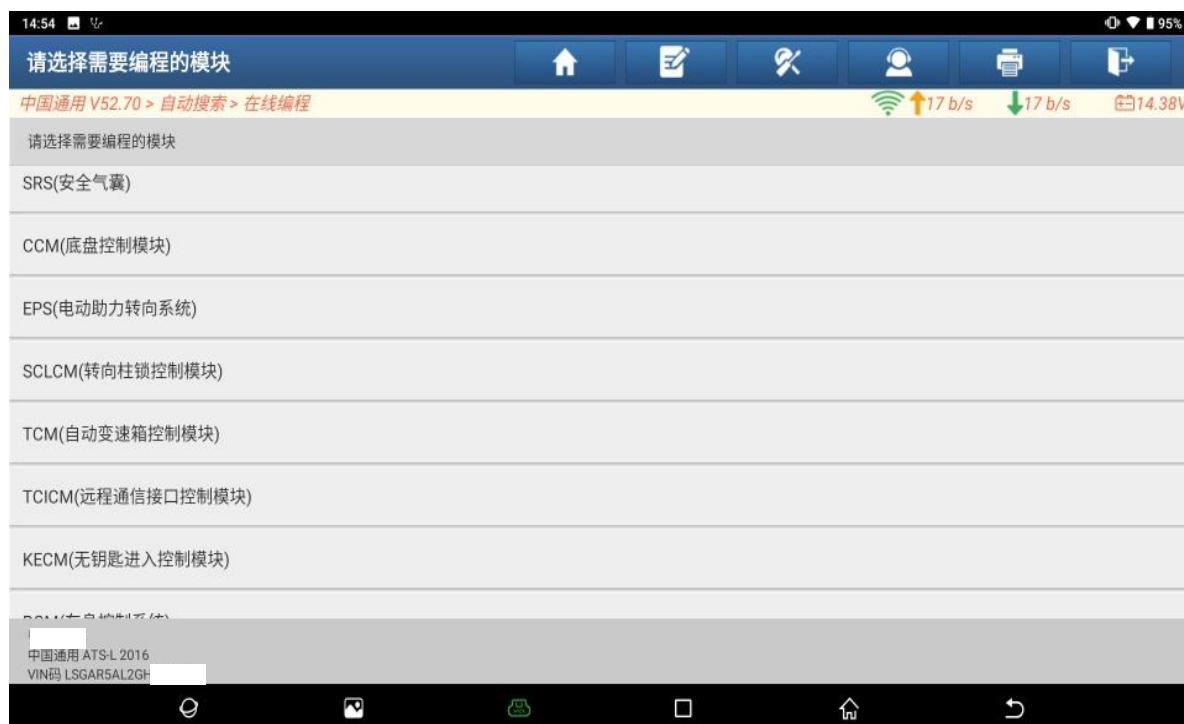 14:54
95%
请选择需要编程的模块
中国通用 V52.70 > 自动搜索 > 在线编程
17 b/s
17 b/s
14.38V
请选择需要编程的模块
SRS(安全气囊)
CCM(底盘控制模块)
EPS(电动助力转向系统)
SCLCM(转向柱锁控制模块)
TCM(自动变速箱控制模块)
TCICM(远程通信接口控制模块)
KECM(无钥匙进入控制模块)
中国通用 ATS-L 2016
VIN码 LSGAR5AL2GH